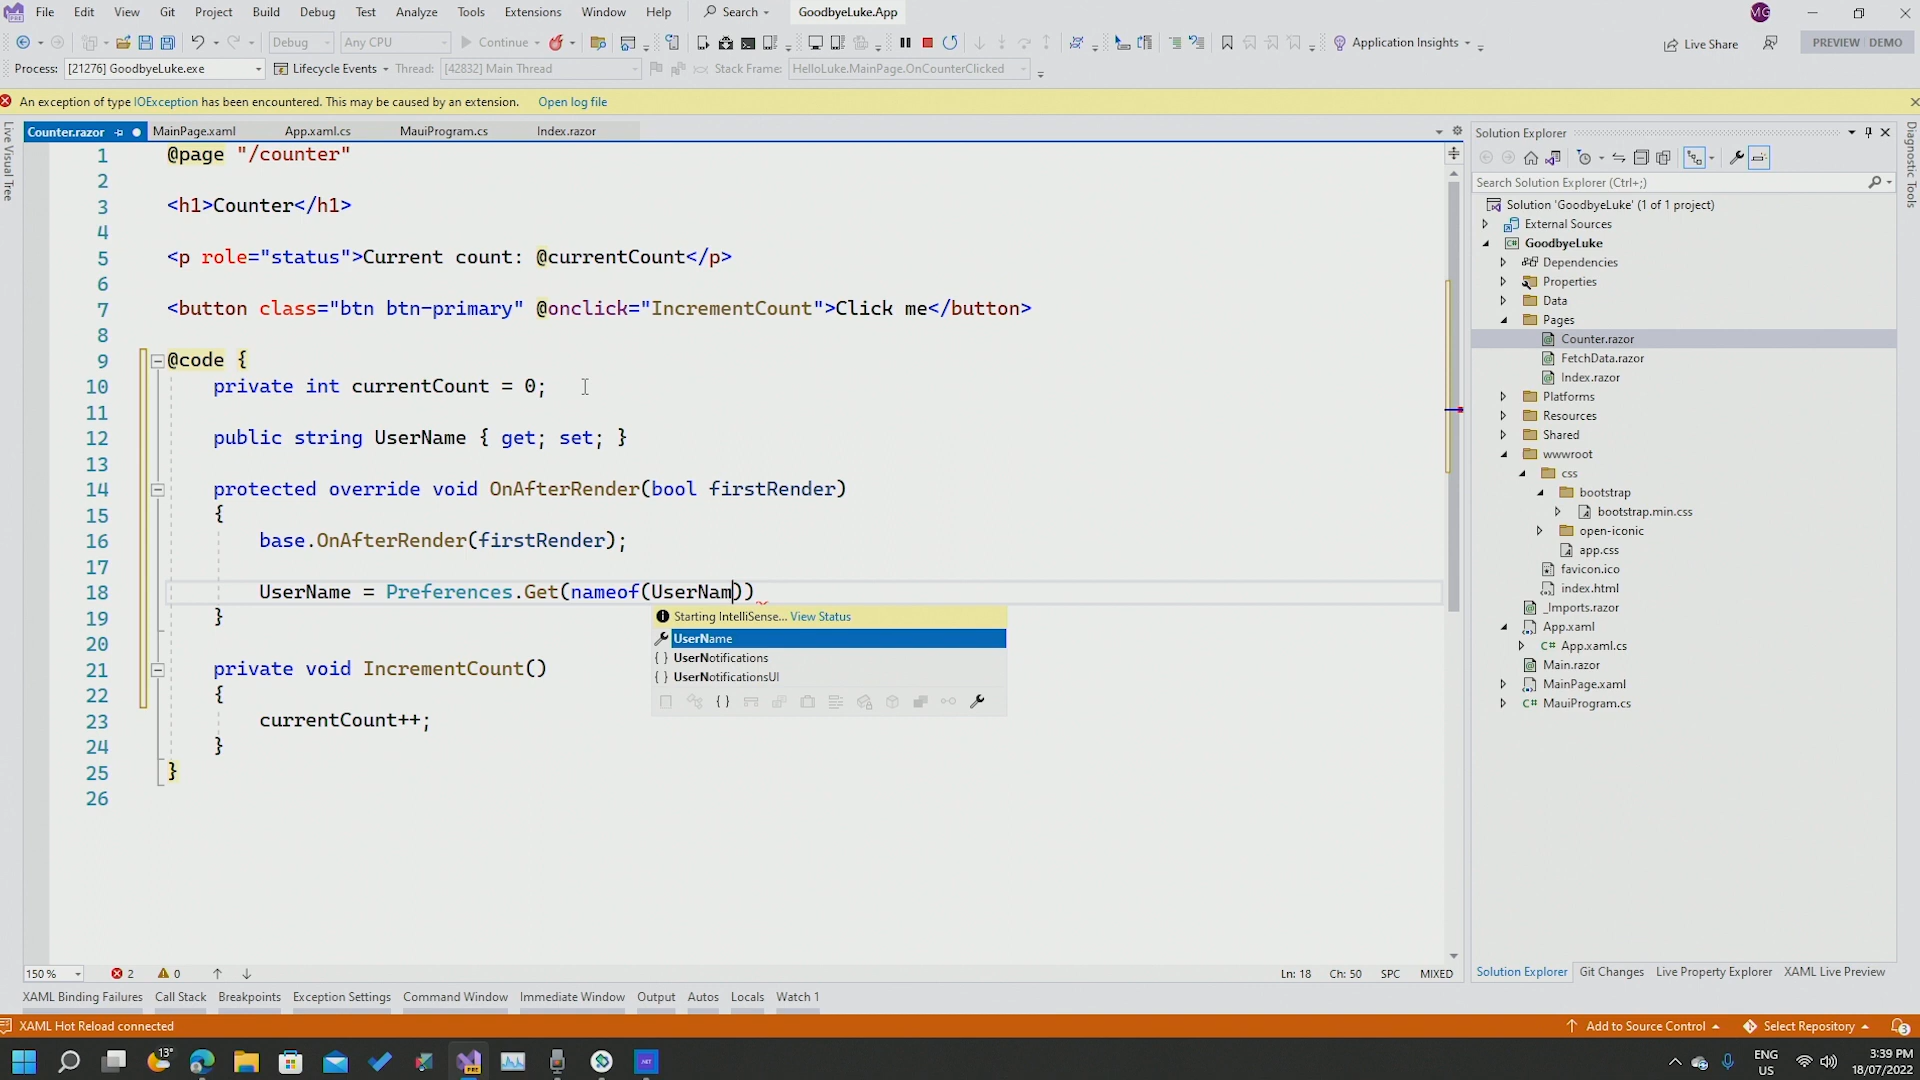 File Edit View Git Project Build Debug Test Analyze Tools Extensions Window Help Search GoodbyeLuke.App MG
Debug Any CPU Continue Application Insights Live Share PREVIEW DEMO
Process: [21276] GoodbyeLuke.exe Lifecycle Events Thread: [42832] Main Thread Stack Frame: HelloLuke.MainPage.OnCounterClicked
An exception of type IOException has been encountered. This may be caused by an extension. Open log file
Live Visual Tree
Counter.razor MainPage.xaml App.xaml.cs MauiProgram.cs Index.razor
1 @page "/counter"
2
3 <h1>Counter</h1>
4
5 <p role="status">Current count: @currentCount</p>
6
7 <button class="btn btn-primary" @onclick="IncrementCount">Click me</button>
8
9 @code {
10 private int currentCount = 0;
11
12 public string UserName { get; set; }
13
14 protected override void OnAfterRender(bool firstRender)
15 {
16 base.OnAfterRender(firstRender);
17
18 UserName = Preferences.Get(nameof(UserNam))
19 }
20
21 private void IncrementCount()
22 {
23 currentCount++;
24 }
25 }
26
Starting IntelliSense... View Status
UserName
{ } UserNotifications
{ } UserNotificationsUI
{ }
150 % 2 0 Ln: 18 Ch: 50 SPC MIXED
Solution Explorer
Search Solution Explorer (Ctrl+;)
Solution 'GoodbyeLuke' (1 of 1 project)
External Sources
GoodbyeLuke
Dependencies
Properties
Data
Pages
Counter.razor
FetchData.razor
Index.razor
Platforms
Resources
Shared
wwwroot
css
bootstrap
bootstrap.min.css
open-iconic
app.css
favicon.ico
index.html
_Imports.razor
App.xaml
C# App.xaml.cs
Main.razor
MainPage.xaml
C# MauiProgram.cs
Solution Explorer Git Changes Live Property Explorer XAML Live Preview
Diagnostic Tools
XAML Binding Failures Call Stack Breakpoints Exception Settings Command Window Immediate Window Output Autos Locals Watch 1
XAML Hot Reload connected Add to Source Control Select Repository 3
13° PRE .NET ENG
US
3:39 PM
18/07/2022